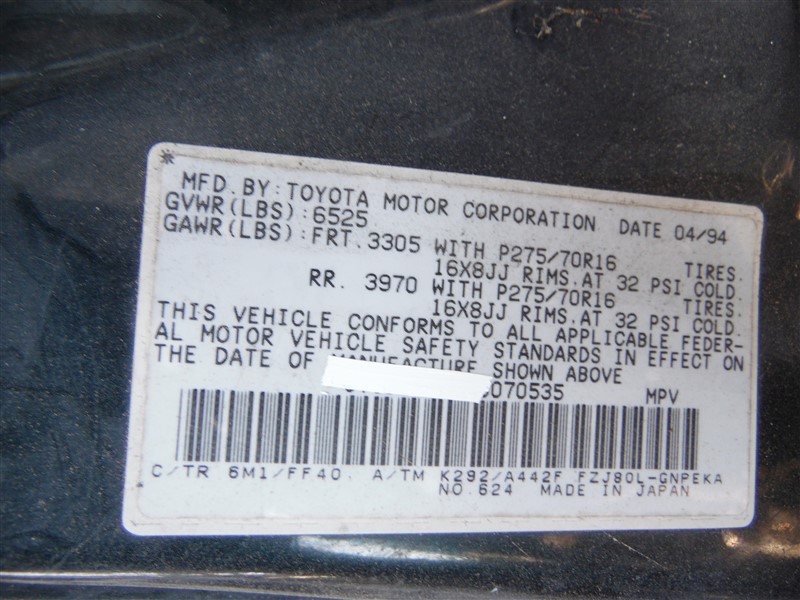 MFD. BY: TOYOTA MOTOR CORPORATION DATE 04/94
GVWR(LBS):6525
GAWR(LBS):FRT. 3305 WITH P275/70R16 TIRES.
16X8JJ RIMS. AT 32 PSI COLD.
RR. 3970 WITH P275/70R16 TIRES.
16X8JJ RIMS. AT 32 PSI COLD.
THIS VEHICLE CONFORMS TO ALL APPLICABLE FEDER-
AL MOTOR VEHICLE SAFETY STANDARDS IN EFFECT ON
THE DATE OF MANUFACTURE SHOWN ABOVE
070535 MPV
C/TR 6M1/FF40 A/TM K292/A442F FZJ80L-GNPEKA
NO.624 MADE IN JAPAN